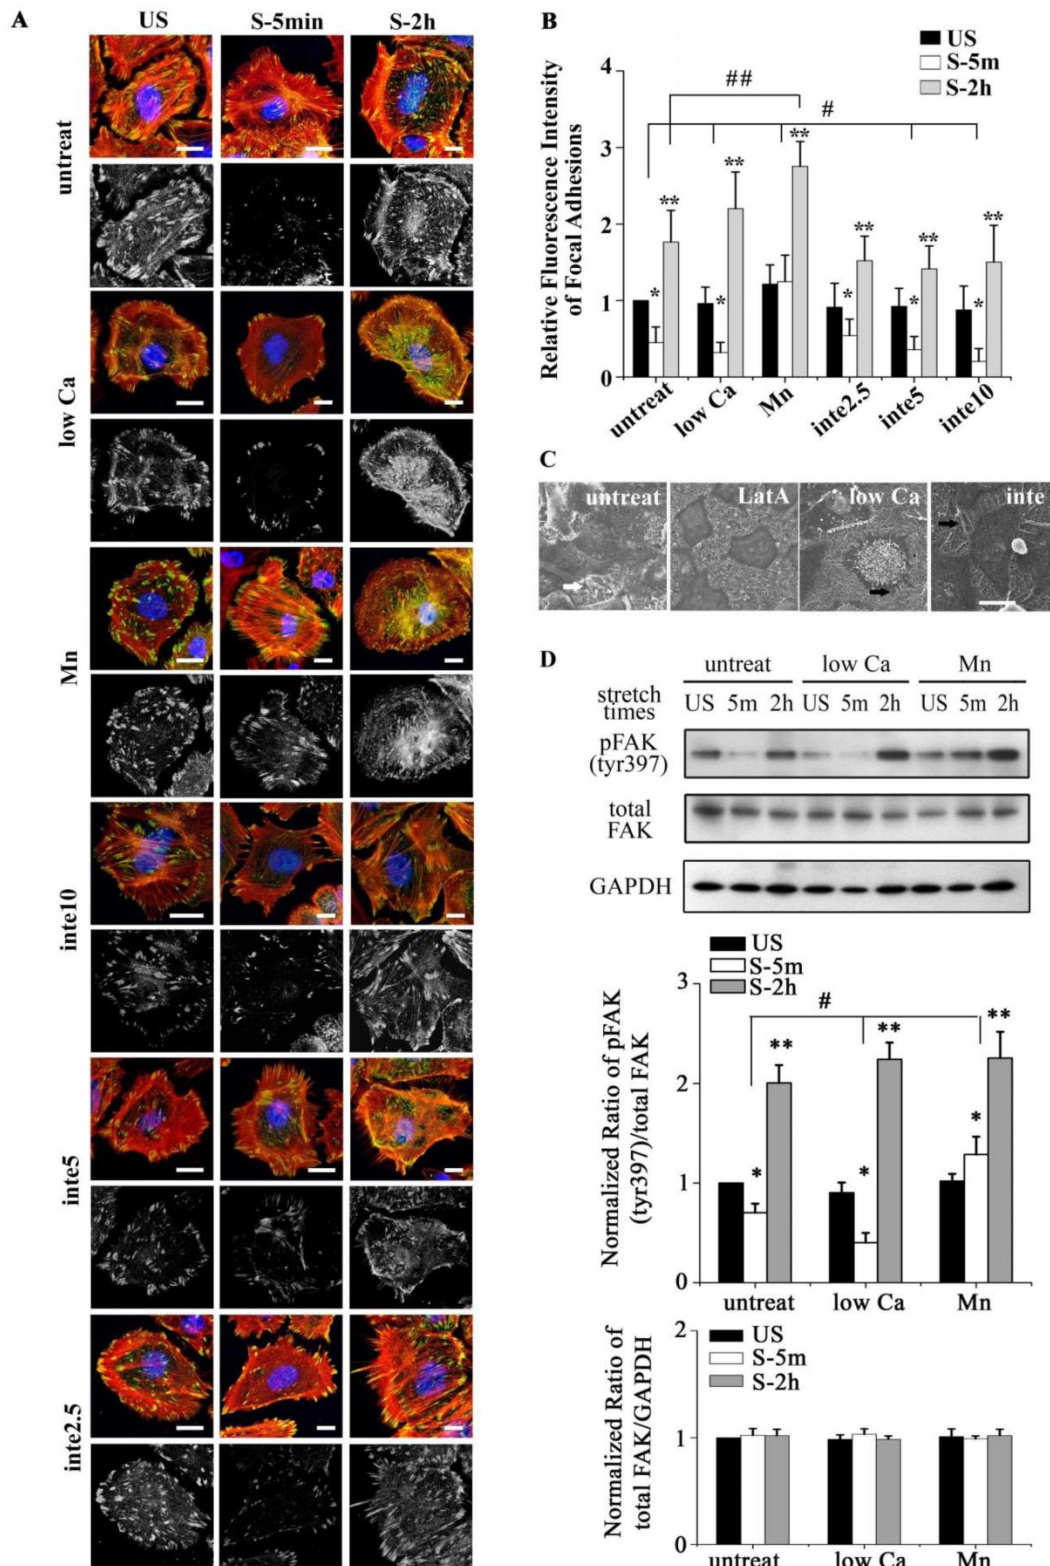 A
US
S-5min
S-2h
untreat
low Ca
Mn
inte10
inte5
inte2.5
B
US
S-5m
S-2h
Relative Fluorescence Intensity
of Focal Adhesions
4
3
2
1
0
##
#
*
**
*
**
**
*
**
*
**
*
**
untreat
low Ca
Mn
inte2.5
inte5
inte10
C
untreat
LatA
low Ca
inte
D
untreat
low Ca
Mn
stretch
times
US 5m 2h US 5m 2h US 5m 2h
pFAK
(tyr397)
total
FAK
GAPDH
US
S-5m
S-2h
Normalized Ratio of pFAK
(tyr397)/total FAK
3
2
1
0
#
*
**
*
**
*
**
untreat
low Ca
Mn
US
S-5m
S-2h
Normalized Ratio of
total FAK/GAPDH
2
1
0
untreat
low Ca
Mn